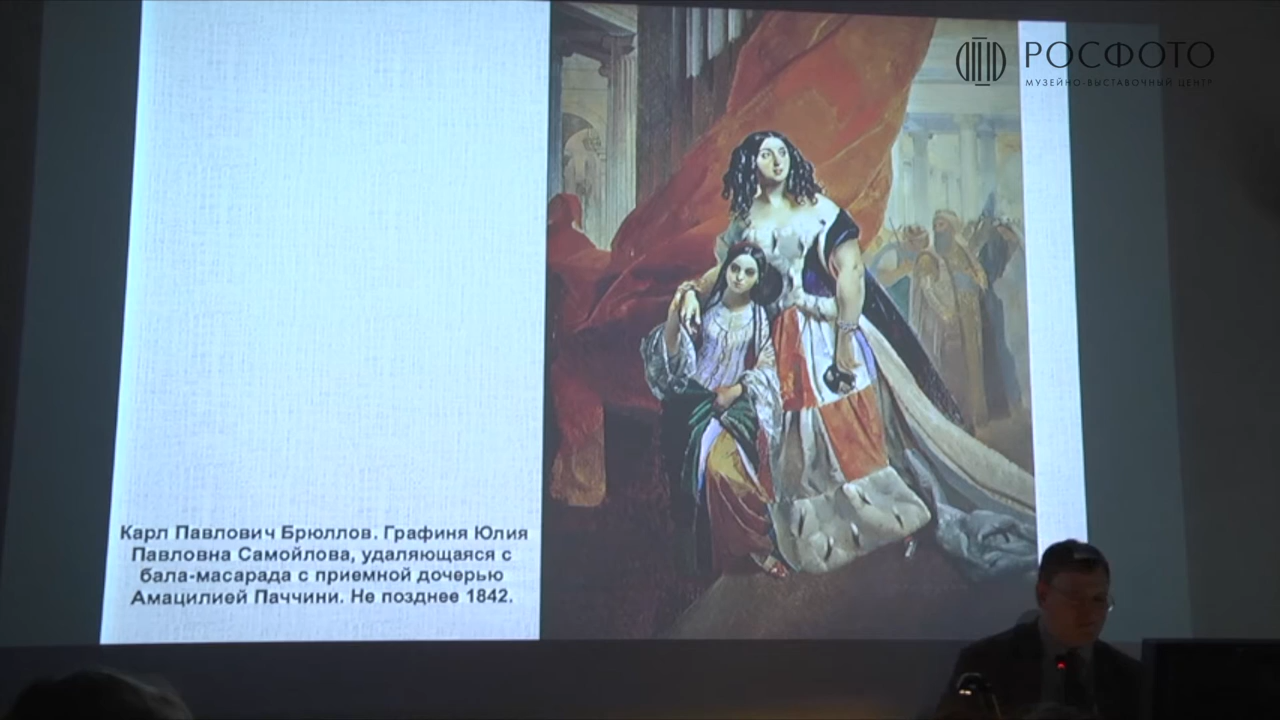 РОСФОТО
МУЗЕЙНО-ВЫСТАВОЧНЫЙ ЦЕНТР
Карл Павлович Брюллов. Графиня Юлия
Павловна Самойлова, удаляющаяся с
бала-масарада с приемной дочерью
Амацилией Паччини. Не позднее 1842.